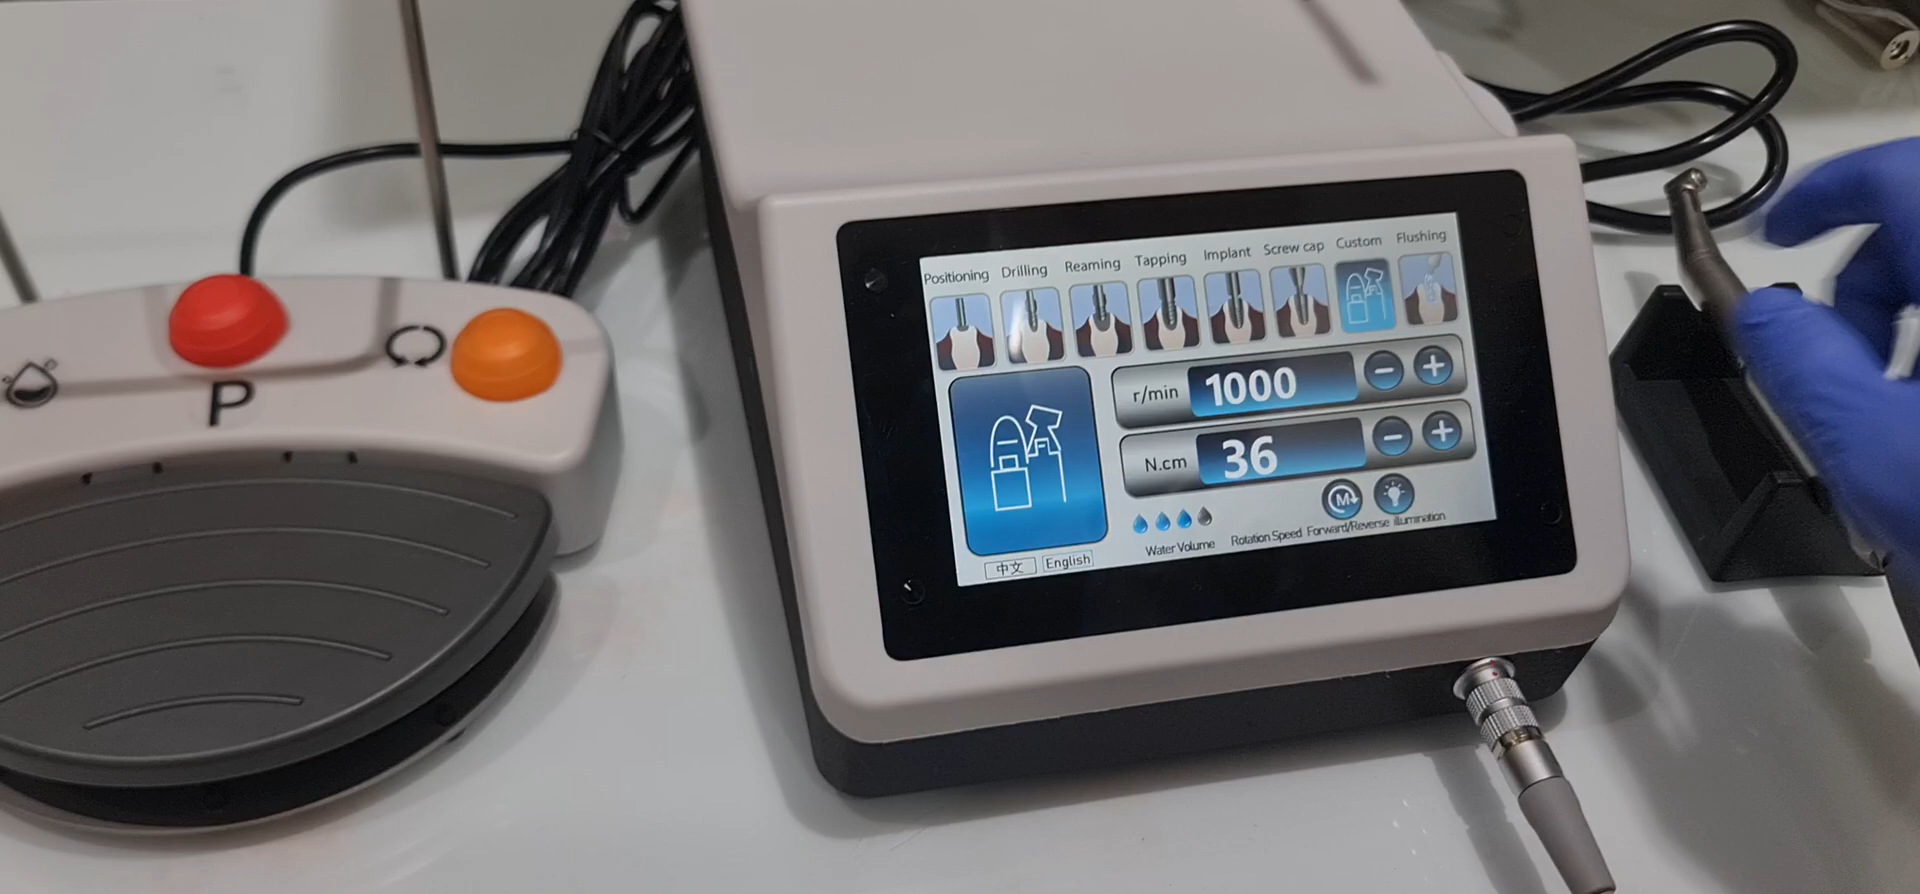 Positioning Drilling Reaming Tapping Implant Screw cap Custom Flushing
r/min 1000 − +
N.cm 36 − +
M
Water Volume Rotation Speed Forward/Reverse illumination
中文 English
P